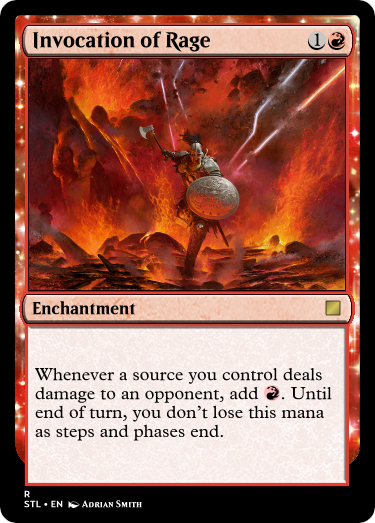 Invocation of Rage 1
Enchantment
Whenever a source you control deals
damage to an opponent, add . Until
end of turn, you don't lose this mana
as steps and phases end.
R
STL • EN Adrian Smith